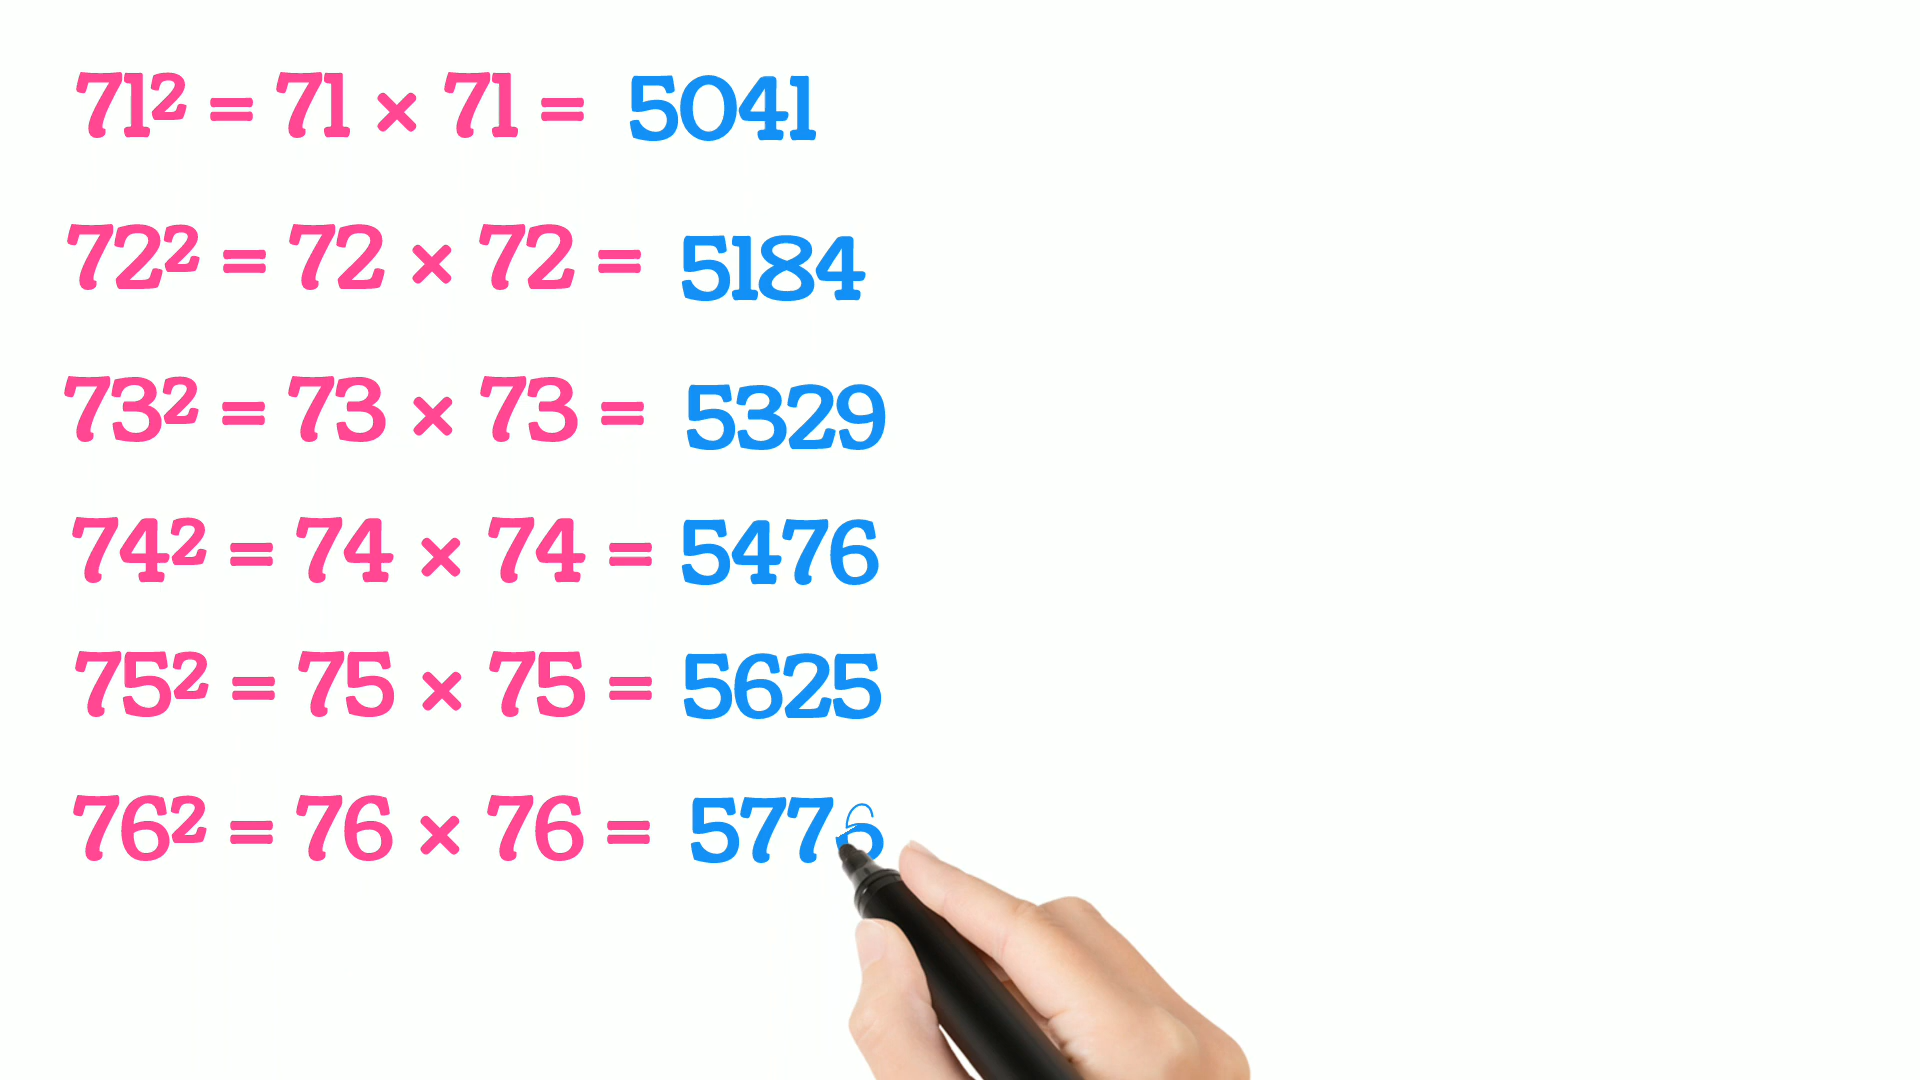 71² = 71 × 71 = 5041
72² = 72 × 72 = 5184
73² = 73 × 73 = 5329
74² = 74 × 74 = 5476
75² = 75 × 75 = 5625
76² = 76 × 76 = 5776